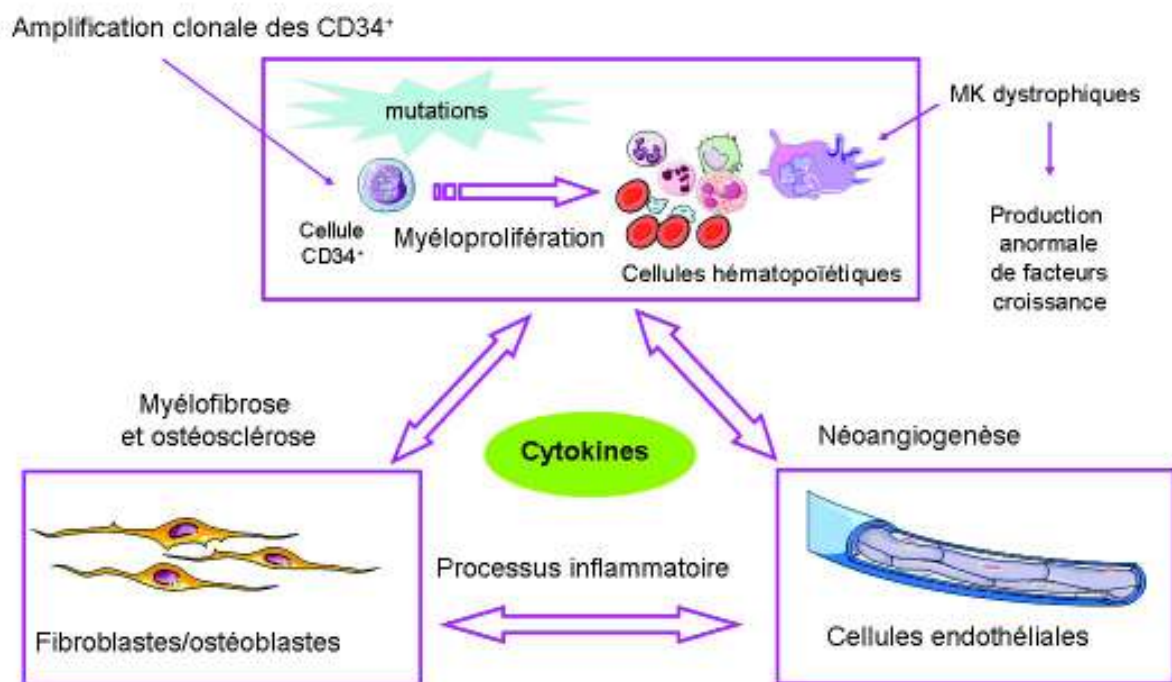 Amplification clonale des CD34⁺
mutations
MK dystrophiques
Cellule
CD34⁺
Myéloprolifération
Cellules hématopoïétiques
Production
anormale
de facteurs
croissance
Myélofibrose
et ostéosclérose
Cytokines
Néoangiogenèse
Processus inflammatoire
Fibroblastes/ostéoblastes
Cellules endothéliales